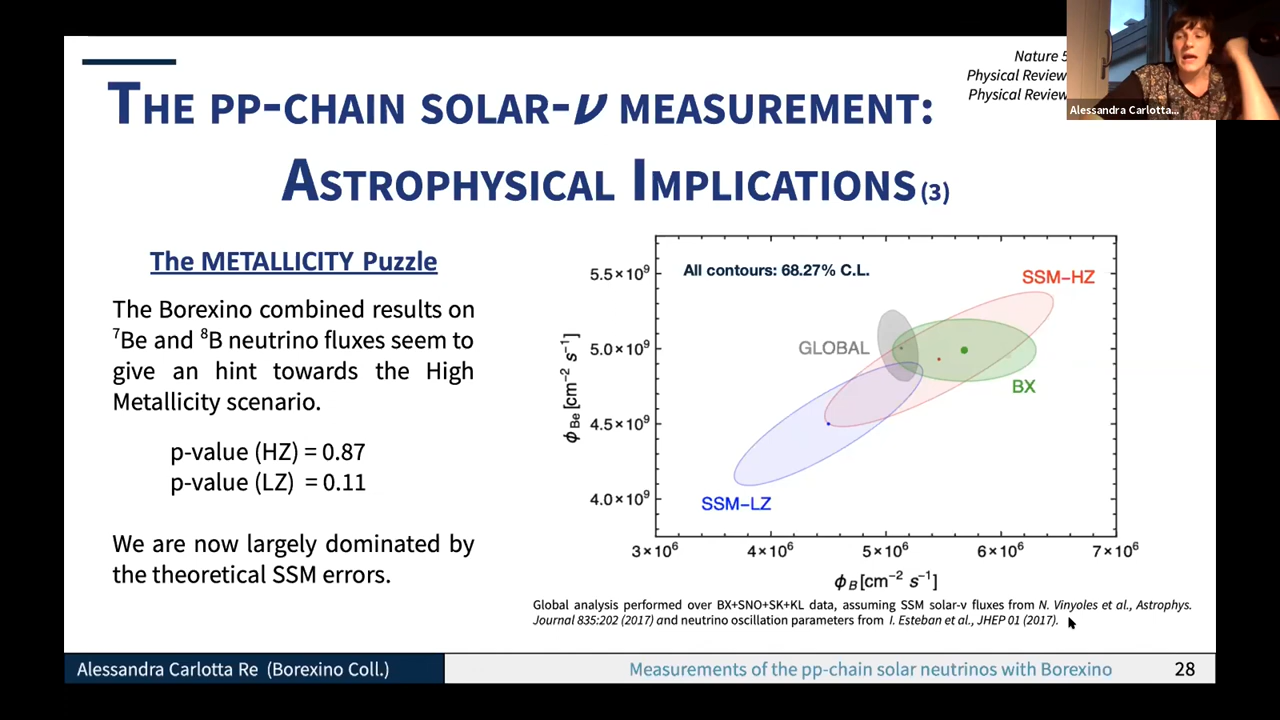 Nature 5
Physical Review
Physical Review
Alessandra Carlotta...
THE PP-CHAIN SOLAR-ν MEASUREMENT:
ASTROPHYSICAL IMPLICATIONS (3)
The METALLICITY Puzzle
The Borexino combined results on
⁷Be and ⁸B neutrino fluxes seem to
give an hint towards the High
Metallicity scenario.
p-value (HZ) = 0.87
p-value (LZ) = 0.11
We are now largely dominated by
the theoretical SSM errors.
All contours: 68.27% C.L.
SSM-HZ
GLOBAL
BX
SSM-LZ
5.5×10⁹
5.0×10⁹
4.5×10⁹
4.0×10⁹
ϕBe [cm⁻² s⁻¹]
3×10⁶ 4×10⁶ 5×10⁶ 6×10⁶ 7×10⁶
ϕB [cm⁻² s⁻¹]
Global analysis performed over BX+SNO+SK+KL data, assuming SSM solar-ν fluxes from N. Vinyoles et al., Astrophys.
Journal 835:202 (2017) and neutrino oscillation parameters from I. Esteban et al., JHEP 01 (2017).
Alessandra Carlotta Re (Borexino Coll.)
Measurements of the pp-chain solar neutrinos with Borexino
28